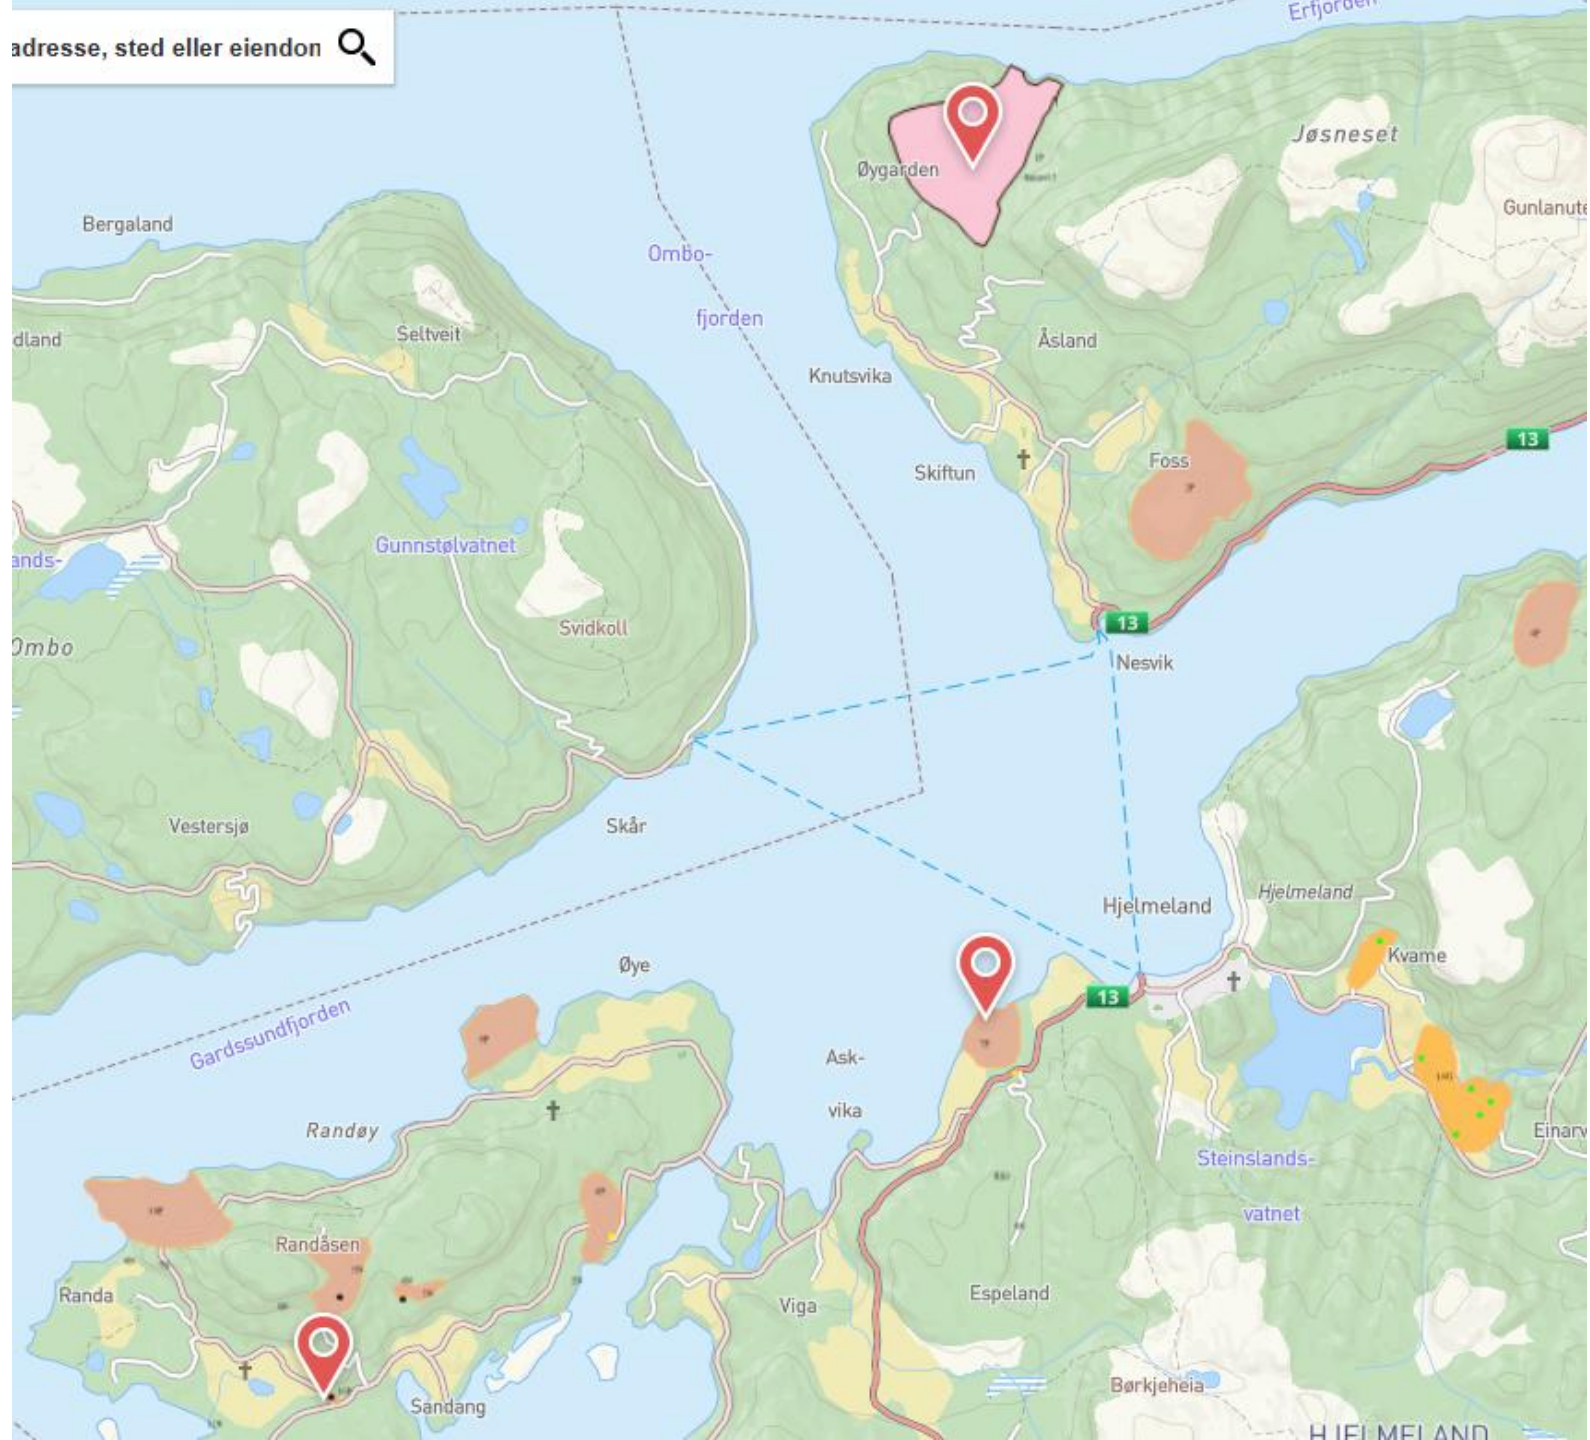 Erfjorden
adresse, sted eller eiendon
Jøsneset
Øygarden
Gunlanute
Bergaland
Ombo-
fjorden
dland
Seltveit
Åsland
Knutsvika
13
Foss
Skiftun
Gunnstølvatnet
ands-
Svidkoll
13
Ombo
Nesvik
Vestersjø
Skår
Hjelmeland
Hjelmeland
Kvame
Øye
13
Gardssundfjorden
Ask-
vika
Randøy
Einarv
Steinslands-
vatnet
Randåsen
Randa
Viga
Espeland
Børkjeheia
Sandang
HJELMELAND